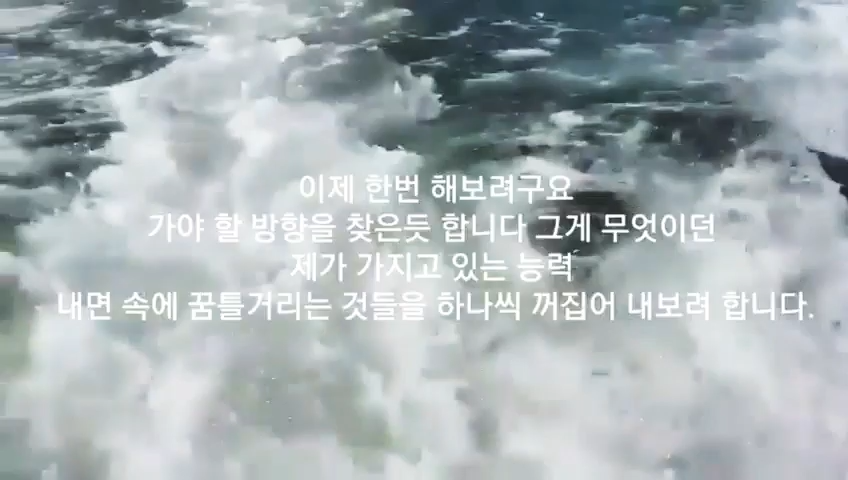 이제 한번 해보려구요
가야 할 방향을 찾은듯 합니다 그게 무엇이던
제가 가지고 있는 능력
내면 속에 꿈틀거리는 것들을 하나씩 꺼집어 내보려 합니다.